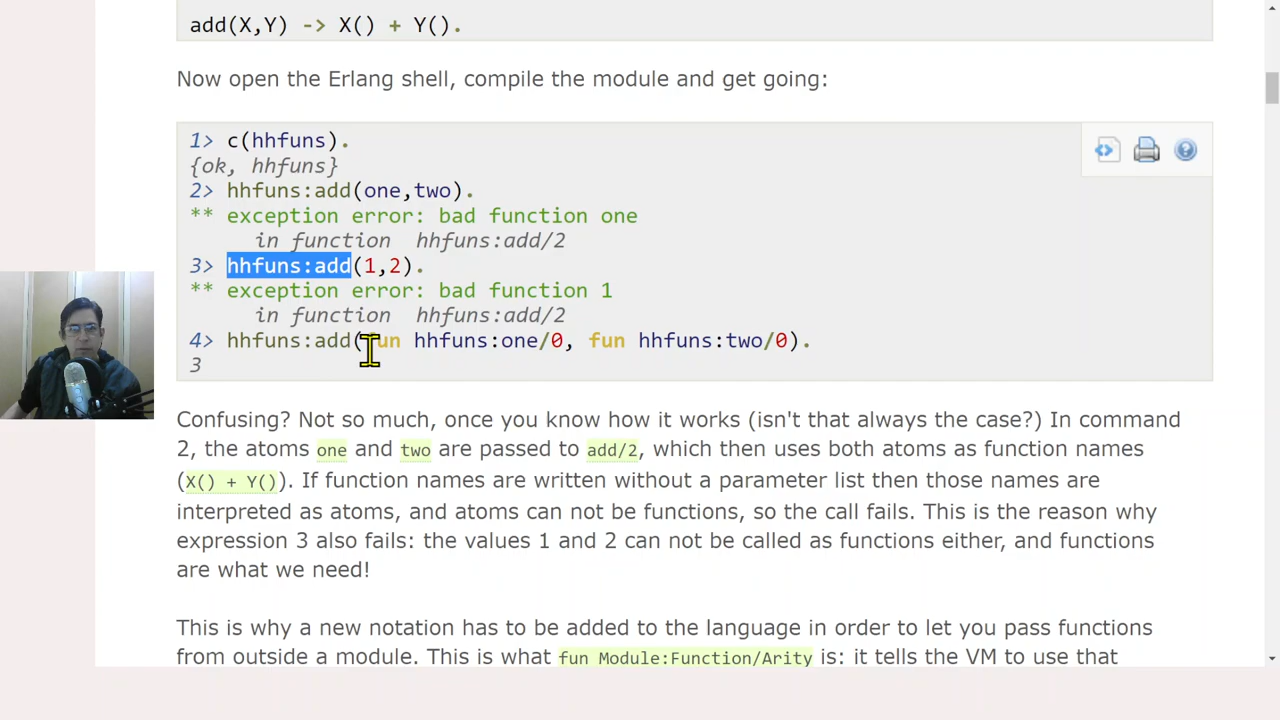 add(X,Y) -> X() + Y().
Now open the Erlang shell, compile the module and get going:
1> c(hhfuns).
{ok, hhfuns}
2> hhfuns:add(one,two).
** exception error: bad function one
in function  hhfuns:add/2
3> hhfuns:add(1,2).
** exception error: bad function 1
in function  hhfuns:add/2
4> hhfuns:add(fun hhfuns:one/0, fun hhfuns:two/0).
3
Confusing? Not so much, once you know how it works (isn't that always the case?) In command
2, the atoms one and two are passed to add/2, which then uses both atoms as function names
(X() + Y()). If function names are written without a parameter list then those names are
interpreted as atoms, and atoms can not be functions, so the call fails. This is the reason why
expression 3 also fails: the values 1 and 2 can not be called as functions either, and functions
are what we need!
This is why a new notation has to be added to the language in order to let you pass functions
from outside a module. This is what fun Module:Function/Arity is: it tells the VM to use that